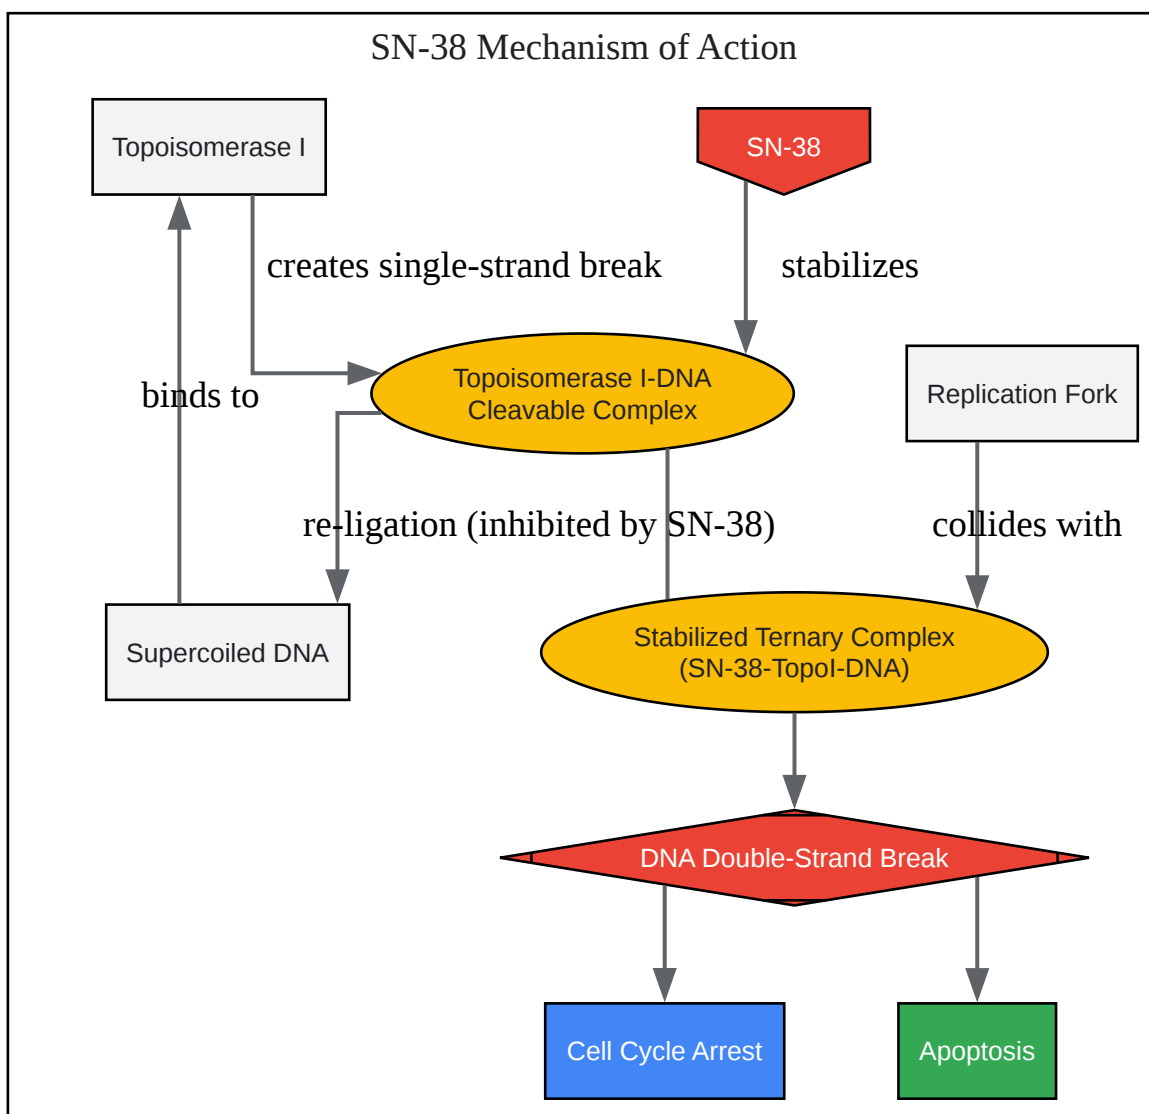 SN-38 Mechanism of Action
Topoisomerase I
SN-38
creates single-strand break
stabilizes
Topoisomerase I-DNA
Cleavable Complex
Replication Fork
binds to
re-ligation (inhibited by SN-38)
collides with
Supercoiled DNA
Stabilized Ternary Complex
(SN-38-TopoI-DNA)
DNA Double-Strand Break
Cell Cycle Arrest
Apoptosis